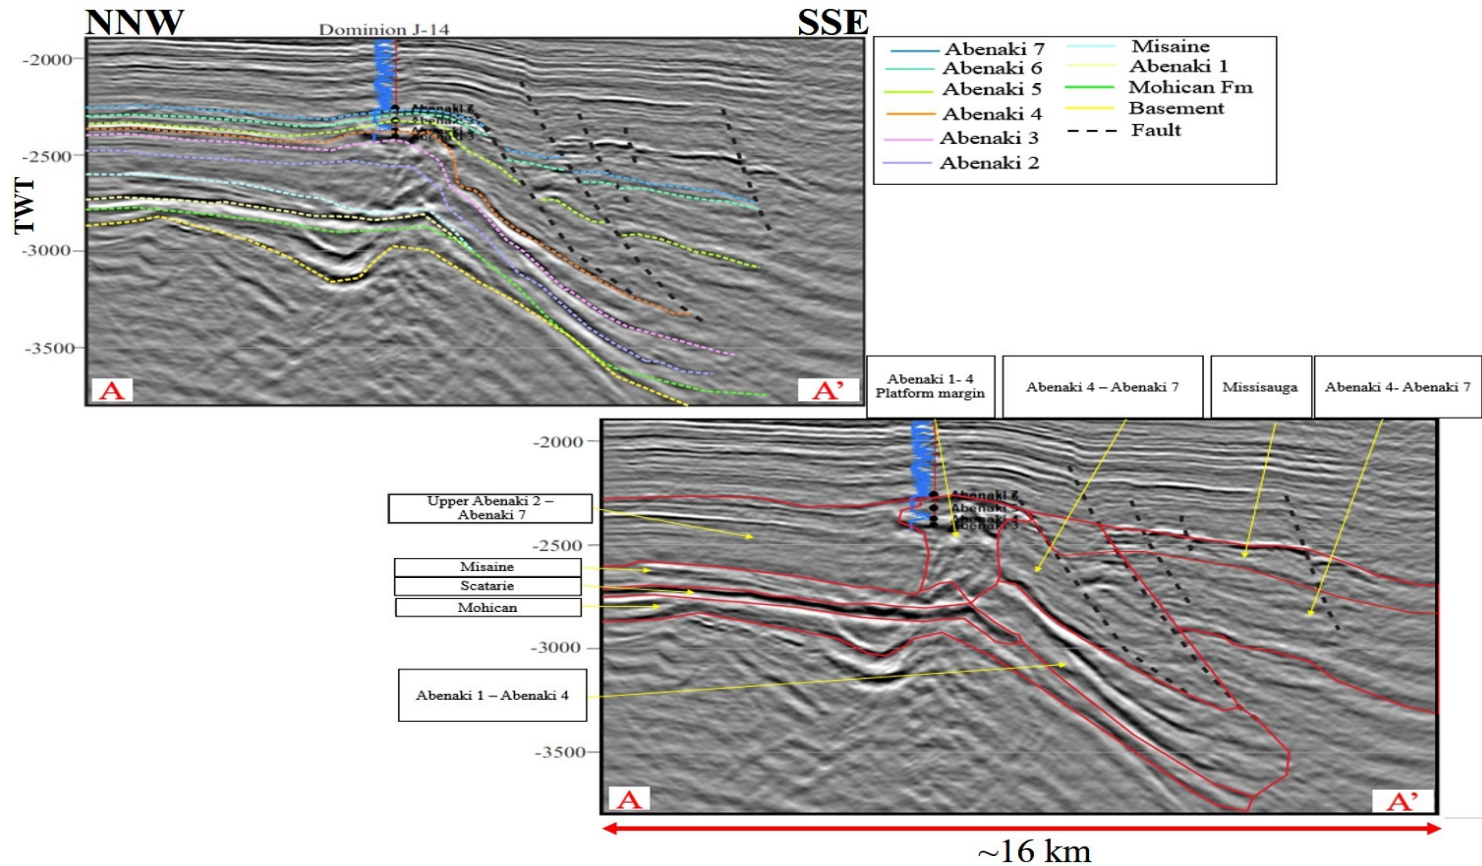 NNW
SSE
Dominion J-14
-2000
-2500
-3000
-3500
TWT
A
A’
Abenaki 7
Abenaki 6
Abenaki 5
Abenaki 4
Abenaki 3
Abenaki 2
Misaine
Abenaki 1
Mohican Fm
Basement
Fault
Abenaki 1- 4
Platform margin
Abenaki 4 – Abenaki 7
Missisauga
Abenaki 4- Abenaki 7
-2000
-2500
-3000
-3500
Upper Abenaki 2 –
Abenaki 7
Misaine
Scatarie
Mohican
Abenaki 1 – Abenaki 4
A
A’
~16 km